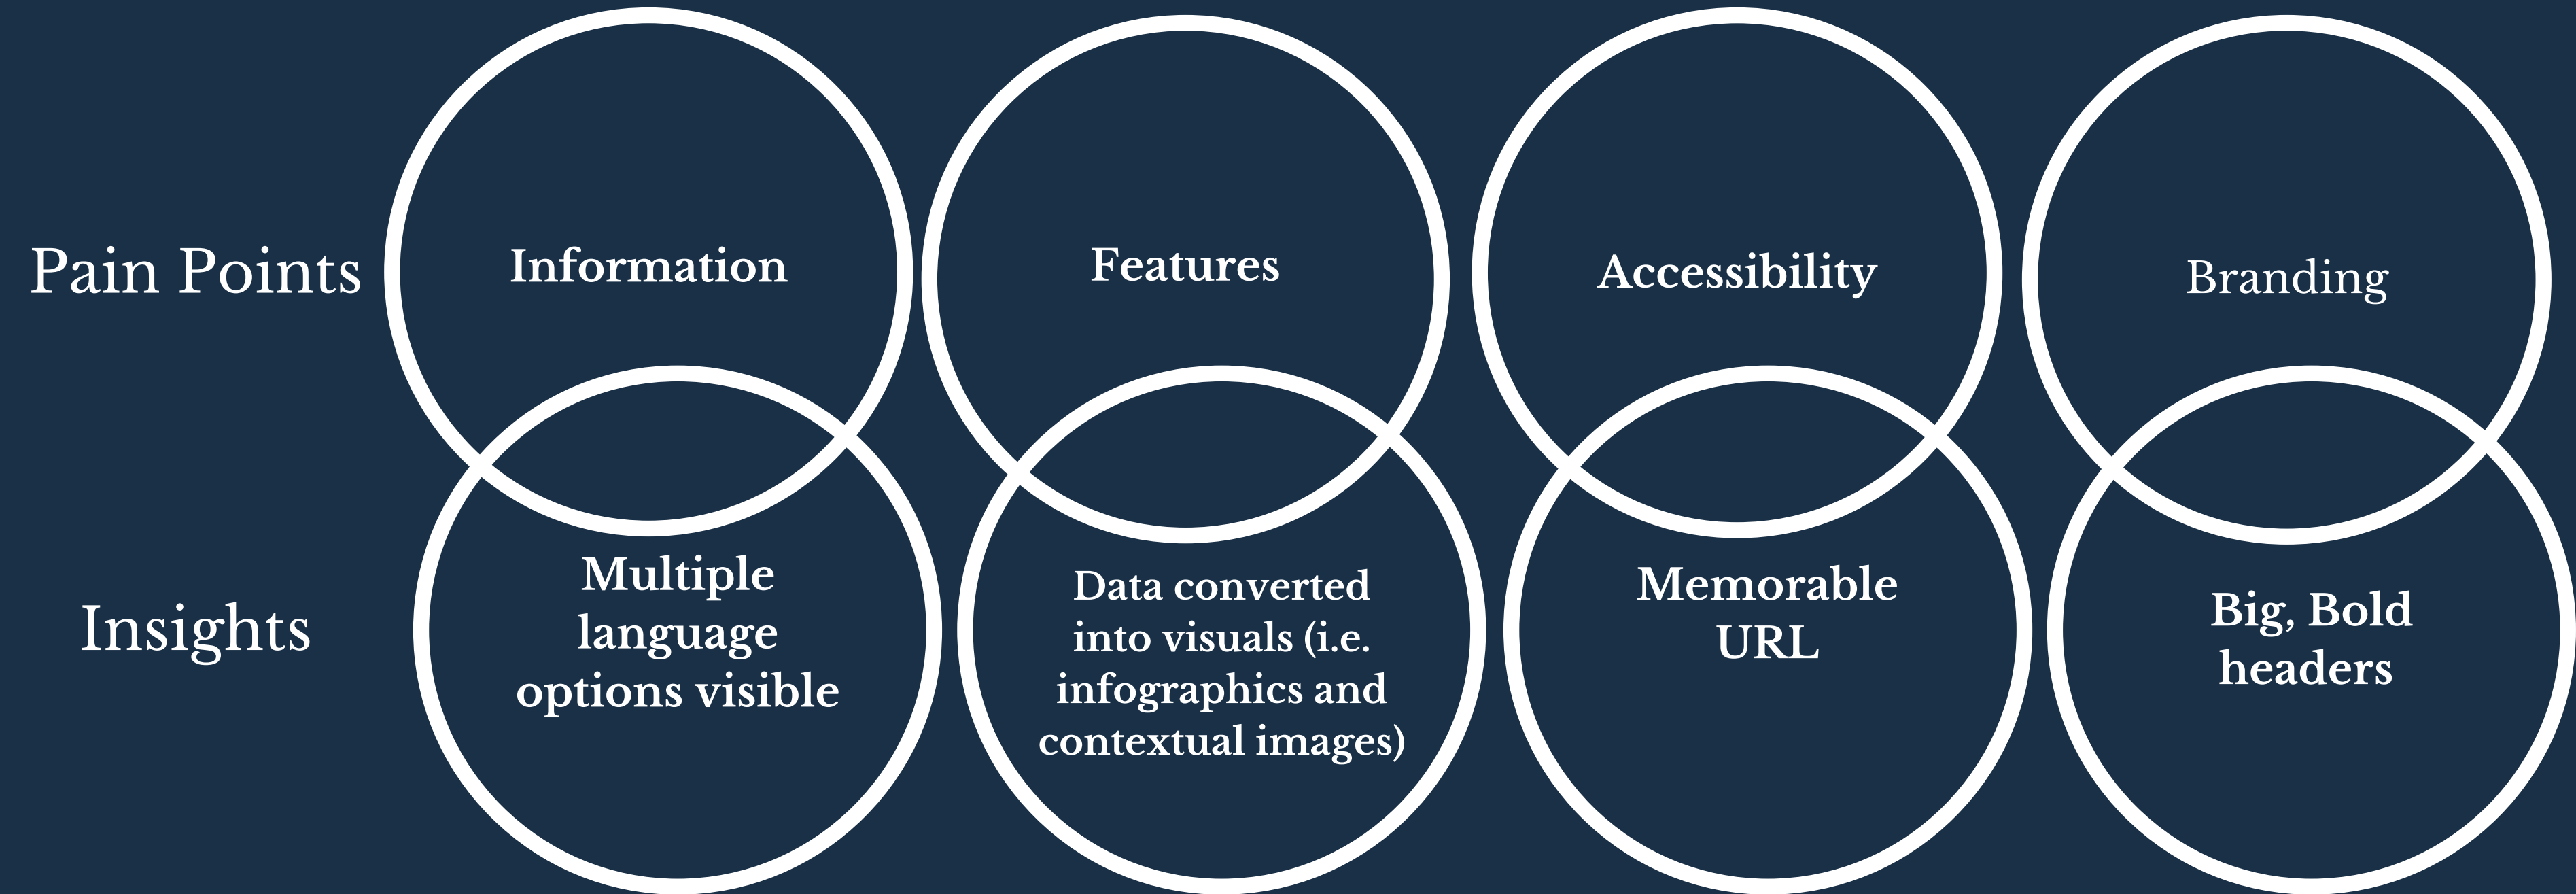 Pain Points
Information
Features
Accessibility
Branding
Insights
Multiple
language
options visible
Data converted
into visuals (i.e.
infographics and
contextual images)
Memorable
URL
Big, Bold
headers